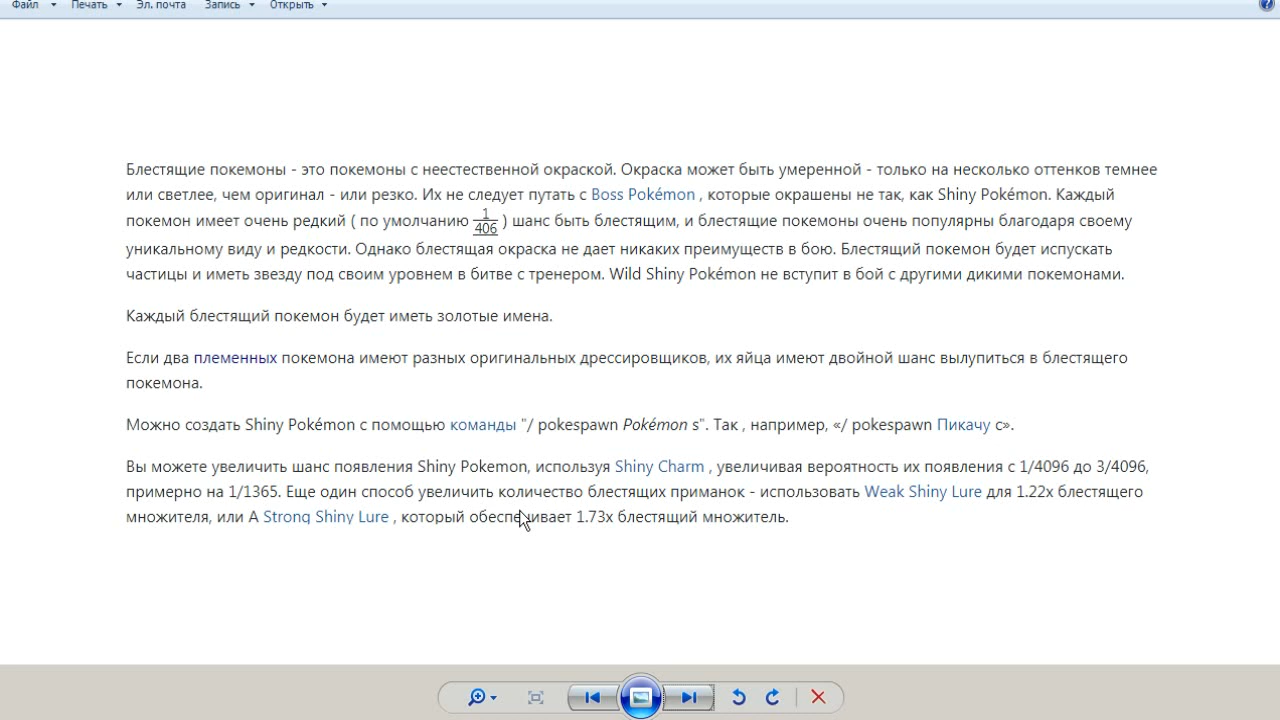 Файл Печать Эл. почта Запись Открыть
Блестящие покемоны - это покемоны с неестественной окраской. Окраска может быть умеренной - только на несколько оттенков темнее
или светлее, чем оригинал - или резко. Их не следует путать с Boss Pokémon , которые окрашены не так, как Shiny Pokémon. Каждый
покемон имеет очень редкий ( по умолчанию 1/406 ) шанс быть блестящим, и блестящие покемоны очень популярны благодаря своему
уникальному виду и редкости. Однако блестящая окраска не дает никаких преимуществ в бою. Блестящий покемон будет испускать
частицы и иметь звезду под своим уровнем в битве с тренером. Wild Shiny Pokémon не вступит в бой с другими дикими покемонами.
Каждый блестящий покемон будет иметь золотые имена.
Если два племенных покемона имеют разных оригинальных дрессировщиков, их яйца имеют двойной шанс вылупиться в блестящего
покемона.
Можно создать Shiny Pokémon с помощью команды "/ pokespawn Pokémon s". Так , например, «/ pokespawn Пикачу с».
Вы можете увеличить шанс появления Shiny Pokemon, используя Shiny Charm , увеличивая вероятность их появления с 1/4096 до 3/4096,
примерно на 1/1365. Еще один способ увеличить количество блестящих приманок - использовать Weak Shiny Lure для 1.22x блестящего
множителя, или A Strong Shiny Lure , который обеспечивает 1.73x блестящий множитель.